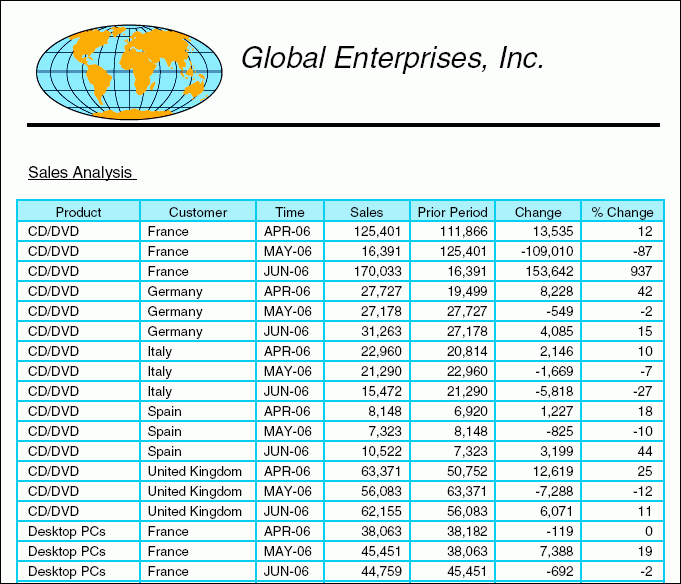 Global Enterprises, Inc.
Sales Analysis
Product Customer Time Sales Prior Period Change % Change
CD/DVD France APR-06 125,401 111,866 13,535 12
CD/DVD France MAY-06 16,391 125,401 -109,010 -87
CD/DVD France JUN-06 170,033 16,391 153,642 937
CD/DVD Germany APR-06 27,727 19,499 8,228 42
CD/DVD Germany MAY-06 27,178 27,727 -549 -2
CD/DVD Germany JUN-06 31,263 27,178 4,085 15
CD/DVD Italy APR-06 22,960 20,814 2,146 10
CD/DVD Italy MAY-06 21,290 22,960 -1,669 -7
CD/DVD Italy JUN-06 15,472 21,290 -5,818 -27
CD/DVD Spain APR-06 8,148 6,920 1,227 18
CD/DVD Spain MAY-06 7,323 8,148 -825 -10
CD/DVD Spain JUN-06 10,522 7,323 3,199 44
CD/DVD United Kingdom APR-06 63,371 50,752 12,619 25
CD/DVD United Kingdom MAY-06 56,083 63,371 -7,288 -12
CD/DVD United Kingdom JUN-06 62,155 56,083 6,071 11
Desktop PCs France APR-06 38,063 38,182 -119 0
Desktop PCs France MAY-06 45,451 38,063 7,388 19
Desktop PCs France JUN-06 44,759 45,451 -692 -2